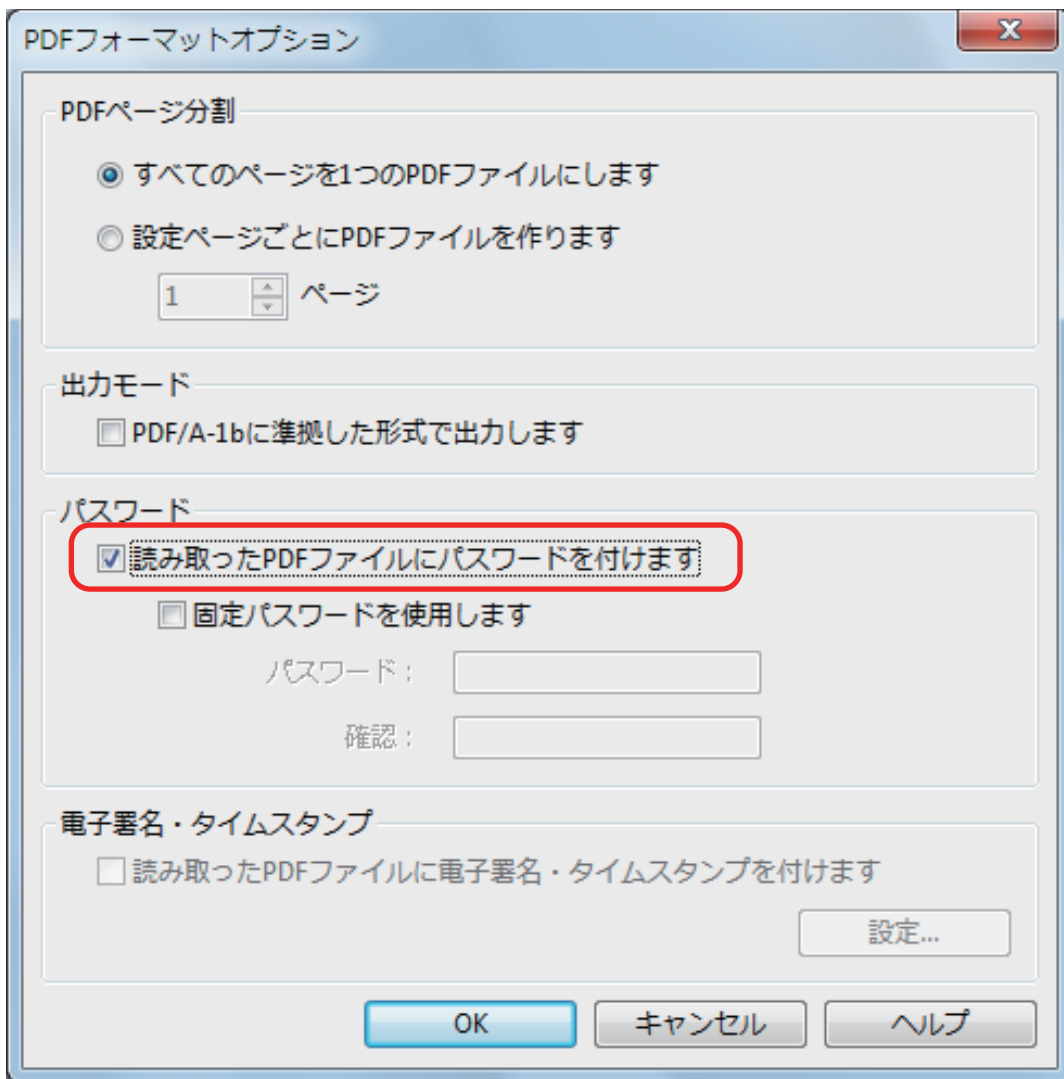 PDFフォーマットオプション
PDFページ分割
すべてのページを1つのPDFファイルにします
設定ページごとにPDFファイルを作ります
1 ページ
出力モード
PDF/A-1bに準拠した形式で出力します
パスワード
読み取ったPDFファイルにパスワードを付けます
固定パスワードを使用します
パスワード：
確認：
電子署名・タイムスタンプ
読み取ったPDFファイルに電子署名・タイムスタンプを付けます
設定...
OK キャンセル ヘルプ